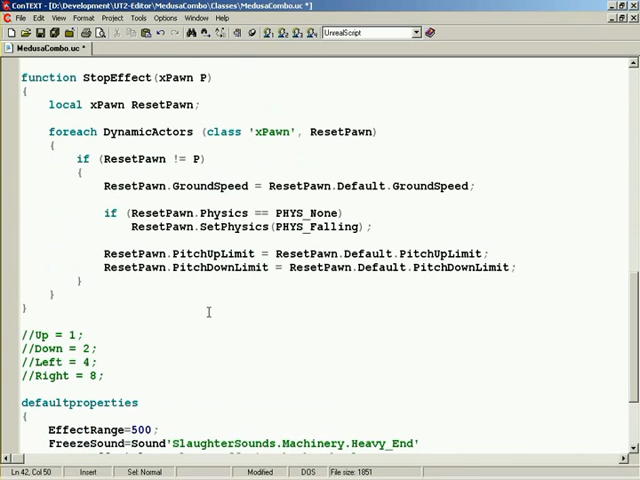 ConTEXT - [D:\Development\UT2-Editor\MedusaCombo\Classes\MedusaCombo.uc *]
File Edit View Format Project Tools Options Window Help
UnrealScript
MedusaCombo.uc *
function StopEffect(xPawn P)
{
local xPawn ResetPawn;
foreach DynamicActors (class 'xPawn', ResetPawn)
{
if (ResetPawn != P)
{
ResetPawn.GroundSpeed = ResetPawn.Default.GroundSpeed;
if (ResetPawn.Physics == PHYS_None)
ResetPawn.SetPhysics(PHYS_Falling);
ResetPawn.PitchUpLimit = ResetPawn.Default.PitchUpLimit;
ResetPawn.PitchDownLimit = ResetPawn.Default.PitchDownLimit;
}
}
}
//Up = 1;
//Down = 2;
//Left = 4;
//Right = 8;
defaultproperties
{
EffectRange=500;
FreezeSound=Sound'SlaughterSounds.Machinery.Heavy_End'
Ln 42, Col 50 Insert Sel: Normal Modified DOS File size: 1851